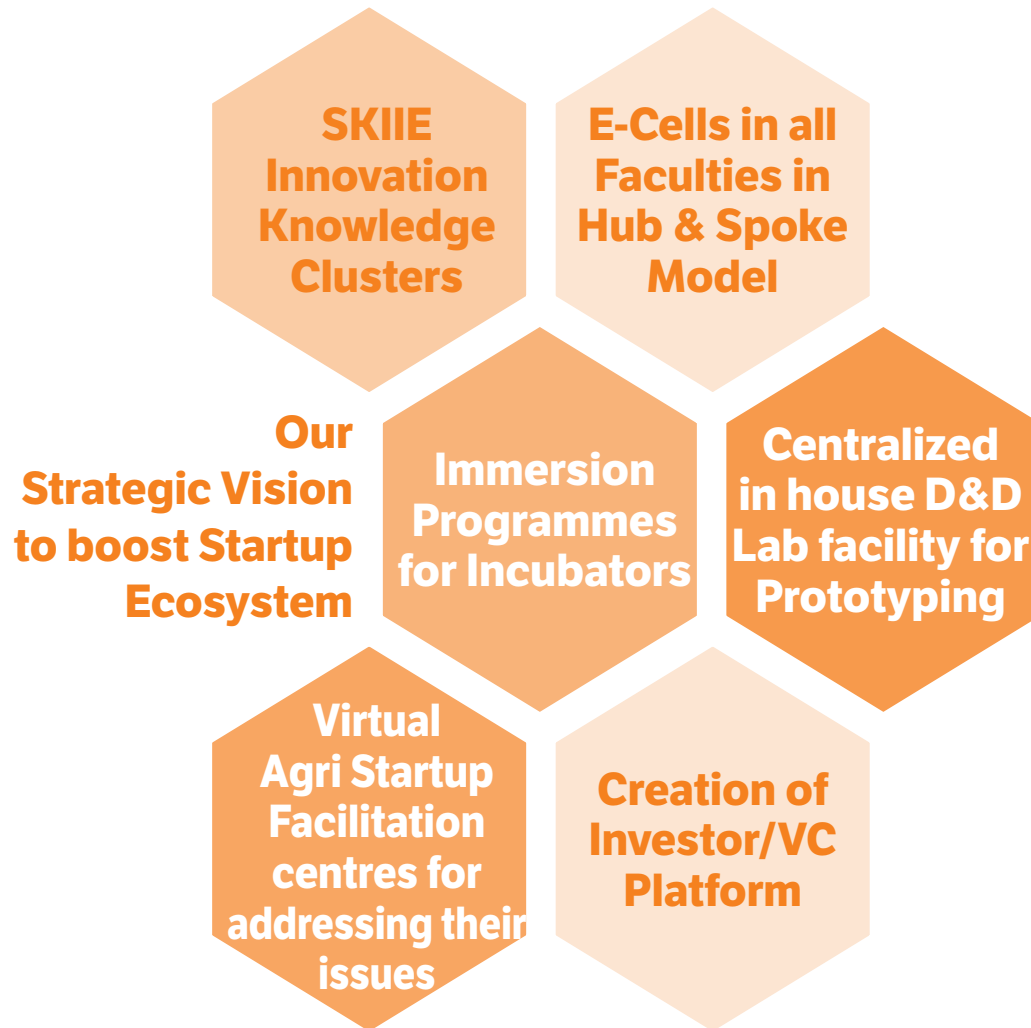 SKIIE
Innovation
Knowledge
Clusters
E-Cells in all
Faculties in
Hub & Spoke
Model
Our
Strategic Vision
to boost Startup
Ecosystem
Immersion
Programmes
for Incubators
Centralized
in house D&D
Lab facility for
Prototyping
Virtual
Agri Startup
Facilitation
centres for
addressing their
issues
Creation of
Investor/VC
Platform